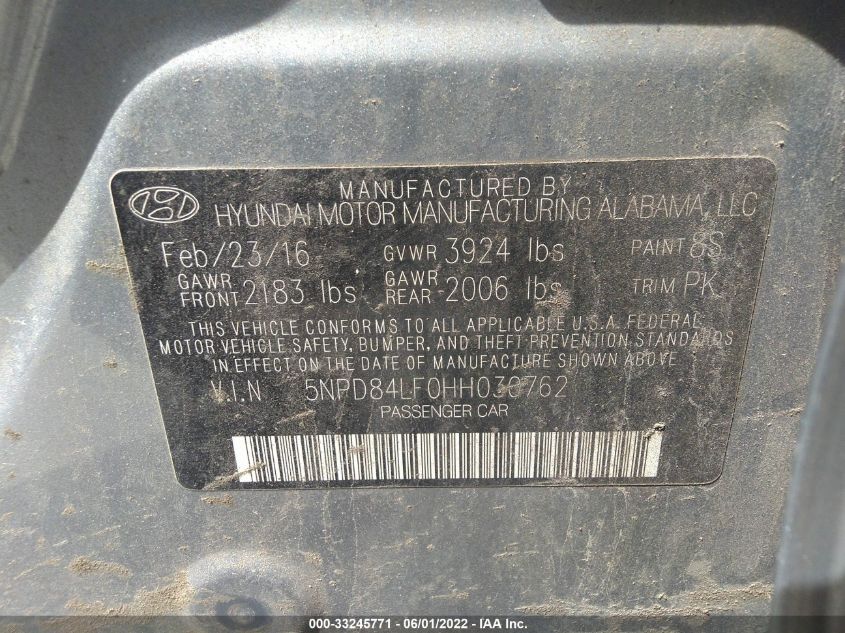 MANUFACTURED BY
HYUNDAI MOTOR MANUFACTURING ALABAMA, LLC
Feb/23/16 GVWR 3924 lbs PAINT 8S
GAWR FRONT 2183 lbs GAWR REAR 2006 lbs TRIM PK
THIS VEHICLE CONFORMS TO ALL APPLICABLE U.S.A. FEDERAL
MOTOR VEHICLE SAFETY, BUMPER, AND THEFT PREVENTION STANDARDS
IN EFFECT ON THE DATE OF MANUFACTURE SHOWN ABOVE
V.I.N 5NPD84LF0HH030762
PASSENGER CAR
000-33245771 - 06/01/2022 - IAA Inc.